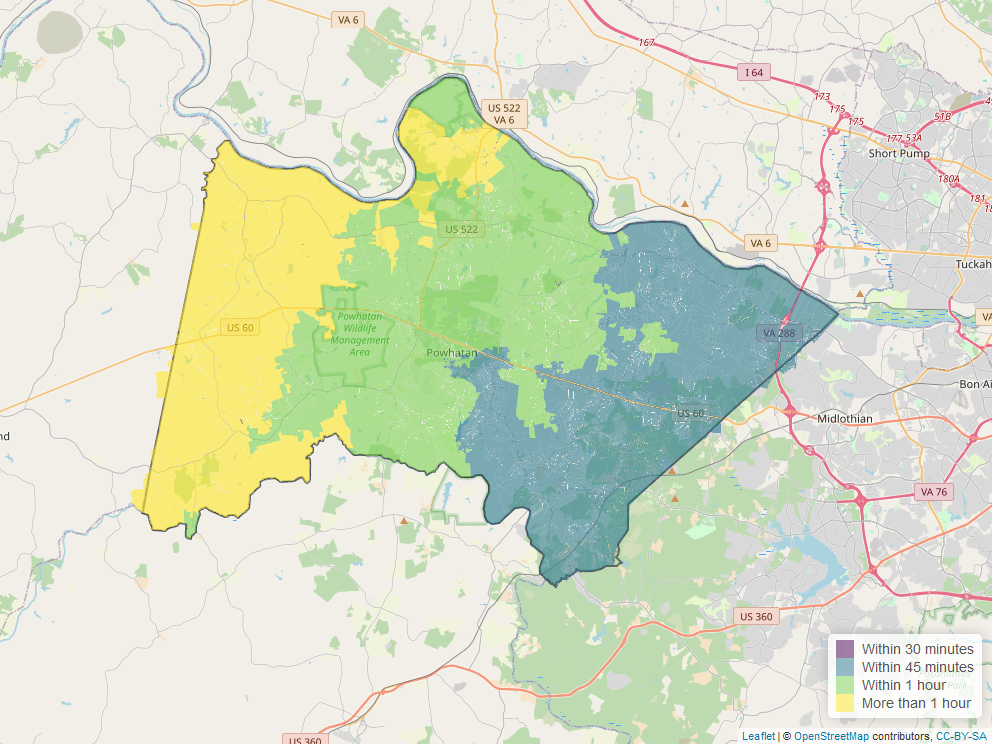 VA 6
167
I 64
173
175
175
US 522
VA 6
177
53A
51B
Short Pump
180A
181
US 522
VA 6
Tuckah
US 60
Powhatan
Wildlife
Management
Area
VA 288
VA
Powhatan
Bon Ai
US 60
Midlothian
nd
VA 76
US 360
US 360
Within 30 minutes
Within 45 minutes
Within 1 hour
More than 1 hour
Leaflet | © OpenStreetMap contributors, CC-BY-SA